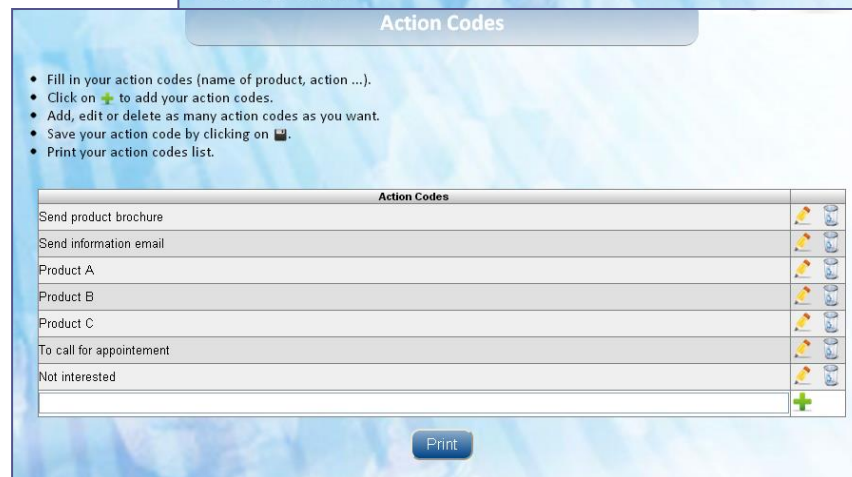 Action Codes
Fill in your action codes (name of product, action ...).
Click on to add your action codes.
Add, edit or delete as many action codes as you want.
Save your action code by clicking on .
Print your action codes list.
Action Codes
Send product brochure
Send information email
Product A
Product B
Product C
To call for appointement
Not interested
Print